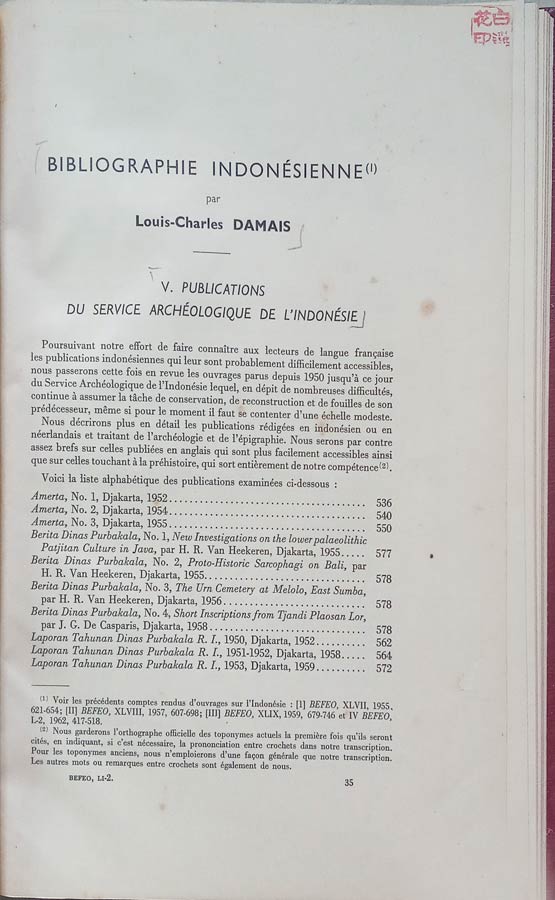 花白
BIBLIOGRAPHIE INDONÉSIENNE(1)
par
Louis-Charles DAMAIS
V. PUBLICATIONS
DU SERVICE ARCHÉOLOGIQUE DE L'INDONÉSIE
Poursuivant notre effort de faire connaître aux lecteurs de langue française
les publications indonésiennes qui leur sont probablement difficilement accessibles,
nous passerons cette fois en revue les ouvrages parus depuis 1950 jusqu'à ce jour
du Service Archéologique de l'Indonésie lequel, en dépit de nombreuses difficultés,
continue à assumer la tâche de conservation, de reconstruction et de fouilles de son
prédécesseur, même si pour le moment il faut se contenter d'une échelle modeste.
Nous décrirons plus en détail les publications rédigées en indonésien ou en
néerlandais et traitant de l'archéologie et de l'épigraphie. Nous serons par contre
assez brefs sur celles publiées en anglais qui sont plus facilement accessibles ainsi
que sur celles touchant à la préhistoire, qui sort entièrement de notre compétence(2).
Voici la liste alphabétique des publications examinées ci-dessous :
Amerta, No. 1, Djakarta, 1952........................................ 536
Amerta, No. 2, Djakarta, 1954........................................ 540
Amerta, No. 3, Djakarta, 1955........................................ 550
Berita Dinas Purbakala, No. 1, New Investigations on the lower palaeolithic
Patjitan Culture in Java, par H. R. Van Heekeren, Djakarta, 1955..... 577
Berita Dinas Purbakala, No. 2, Proto-Historic Sarcophagi on Bali, par
H. R. Van Heekeren, Djakarta, 1955................................ 578
Berita Dinas Purbakala, No. 3, The Urn Cemetery at Melolo, East Sumba,
par H. R. Van Heekeren, Djakarta, 1956............................ 578
Berita Dinas Purbakala, No. 4, Short Inscriptions from Tjandi Plaosan Lor,
par J. G. De Casparis, Djakarta, 1958............................. 578
Laporan Tahunan Dinas Purbakala R. I., 1950, Djakarta, 1952.......... 562
Laporan Tahunan Dinas Purbakala R. I., 1951-1952, Djakarta, 1958..... 564
Laporan Tahunan Dinas Purbakala R. I., 1953, Djakarta, 1959.......... 572
(1) Voir les précédents comptes rendus d'ouvrages sur l'Indonésie : [I] BEFEO, XLVII, 1955,
621-654; [II] BEFEO, XLVIII, 1957, 607-698; [III] BEFEO, XLIX, 1959, 679-746 et IV BEFEO,
L-2, 1962, 417-518.
(2) Nous garderons l'orthographe officielle des toponymes actuels la première fois qu'ils seront
cités, en indiquant, si c'est nécessaire, la prononciation entre crochets dans notre transcription.
Pour les toponymes anciens, nous n'emploierons d'une façon générale que notre transcription.
Les autres mots ou remarques entre crochets sont également de nous.
BEFEO, LI-2.
35